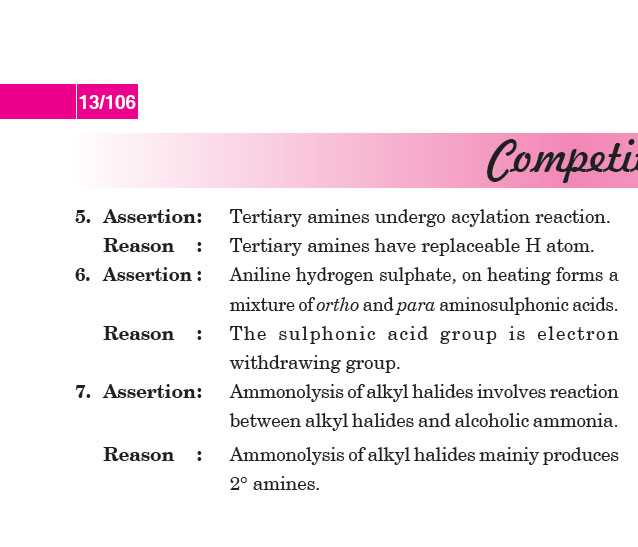 13/106
Competi
5. Assertion: Tertiary amines undergo acylation reaction.
Reason : Tertiary amines have replaceable H atom.
6. Assertion : Aniline hydrogen sulphate, on heating forms a
mixture of ortho and para aminosulphonic acids.
Reason : The sulphonic acid group is electron
withdrawing group.
7. Assertion: Ammonolysis of alkyl halides involves reaction
between alkyl halides and alcoholic ammonia.
Reason : Ammonolysis of alkyl halides mainiy produces
2° amines.